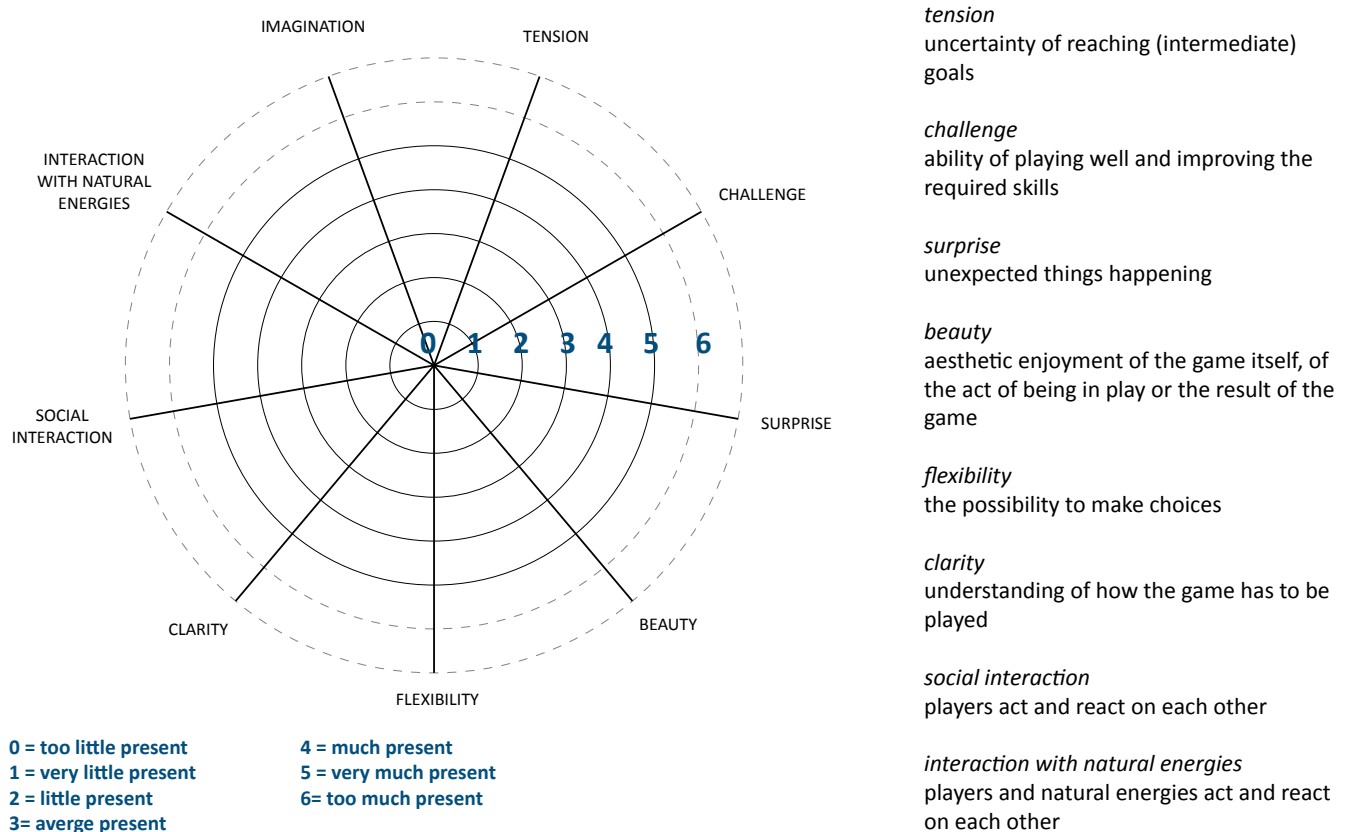 IMAGINATION
TENSION
INTERACTION
WITH NATURAL
ENERGIES
CHALLENGE
0 1 2 3 4 5 6
SOCIAL
INTERACTION
SURPRISE
CLARITY
BEAUTY
FLEXIBILITY
0 = too little present
1 = very little present
2 = little present
3= averge present
4 = much present
5 = very much present
6= too much present
tension
uncertainty of reaching (intermediate)
goals
challenge
ability of playing well and improving the
required skills
surprise
unexpected things happening
beauty
aesthetic enjoyment of the game itself, of
the act of being in play or the result of the
game
flexibility
the possibility to make choices
clarity
understanding of how the game has to be
played
social interaction
players act and react on each other
interaction with natural energies
players and natural energies act and react
on each other